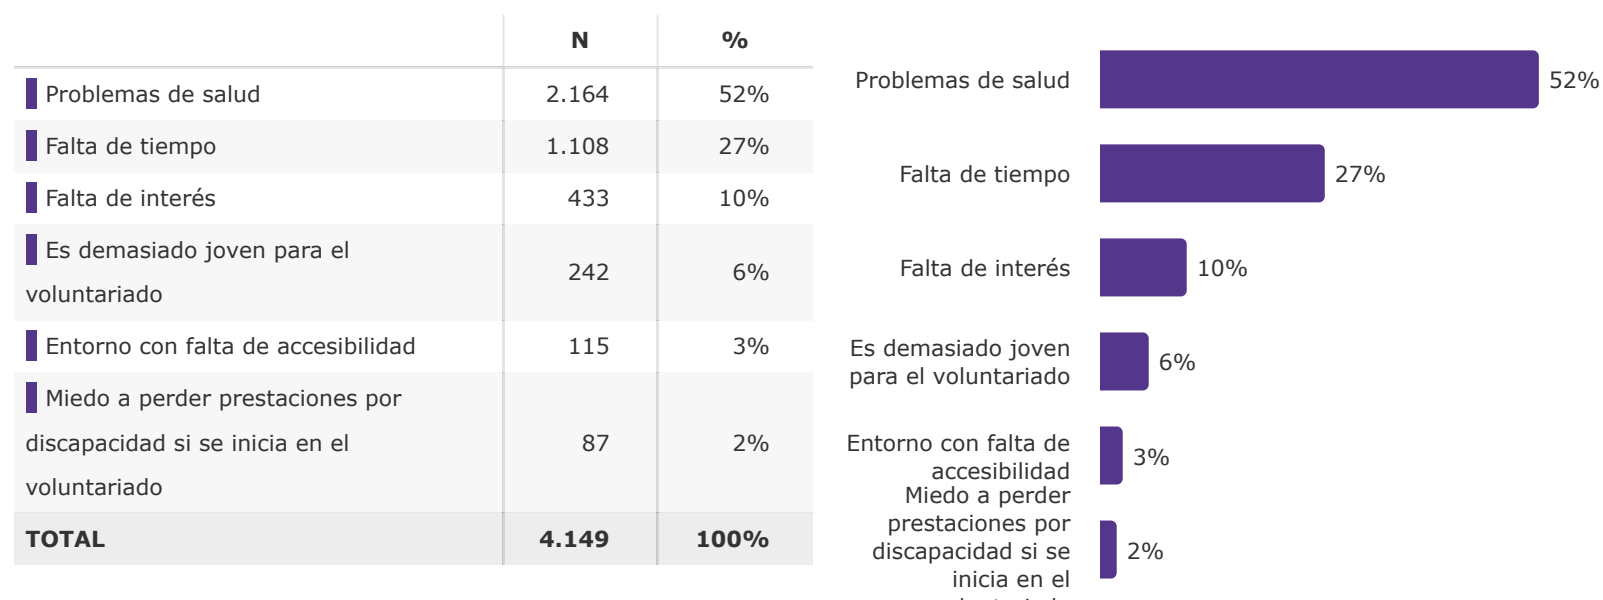 N %
Problemas de salud 2.164 52%
Falta de tiempo 1.108 27%
Falta de interés 433 10%
Es demasiado joven para el
voluntariado 242 6%
Entorno con falta de accesibilidad 115 3%
Miedo a perder prestaciones por
discapacidad si se inicia en el 87 2%
voluntariado
TOTAL 4.149 100%
Problemas de salud 52%
Falta de tiempo 27%
Falta de interés 10%
Es demasiado joven
para el voluntariado 6%
Entorno con falta de
accesibilidad 3%
Miedo a perder
prestaciones por
discapacidad si se 2%
inicia en el